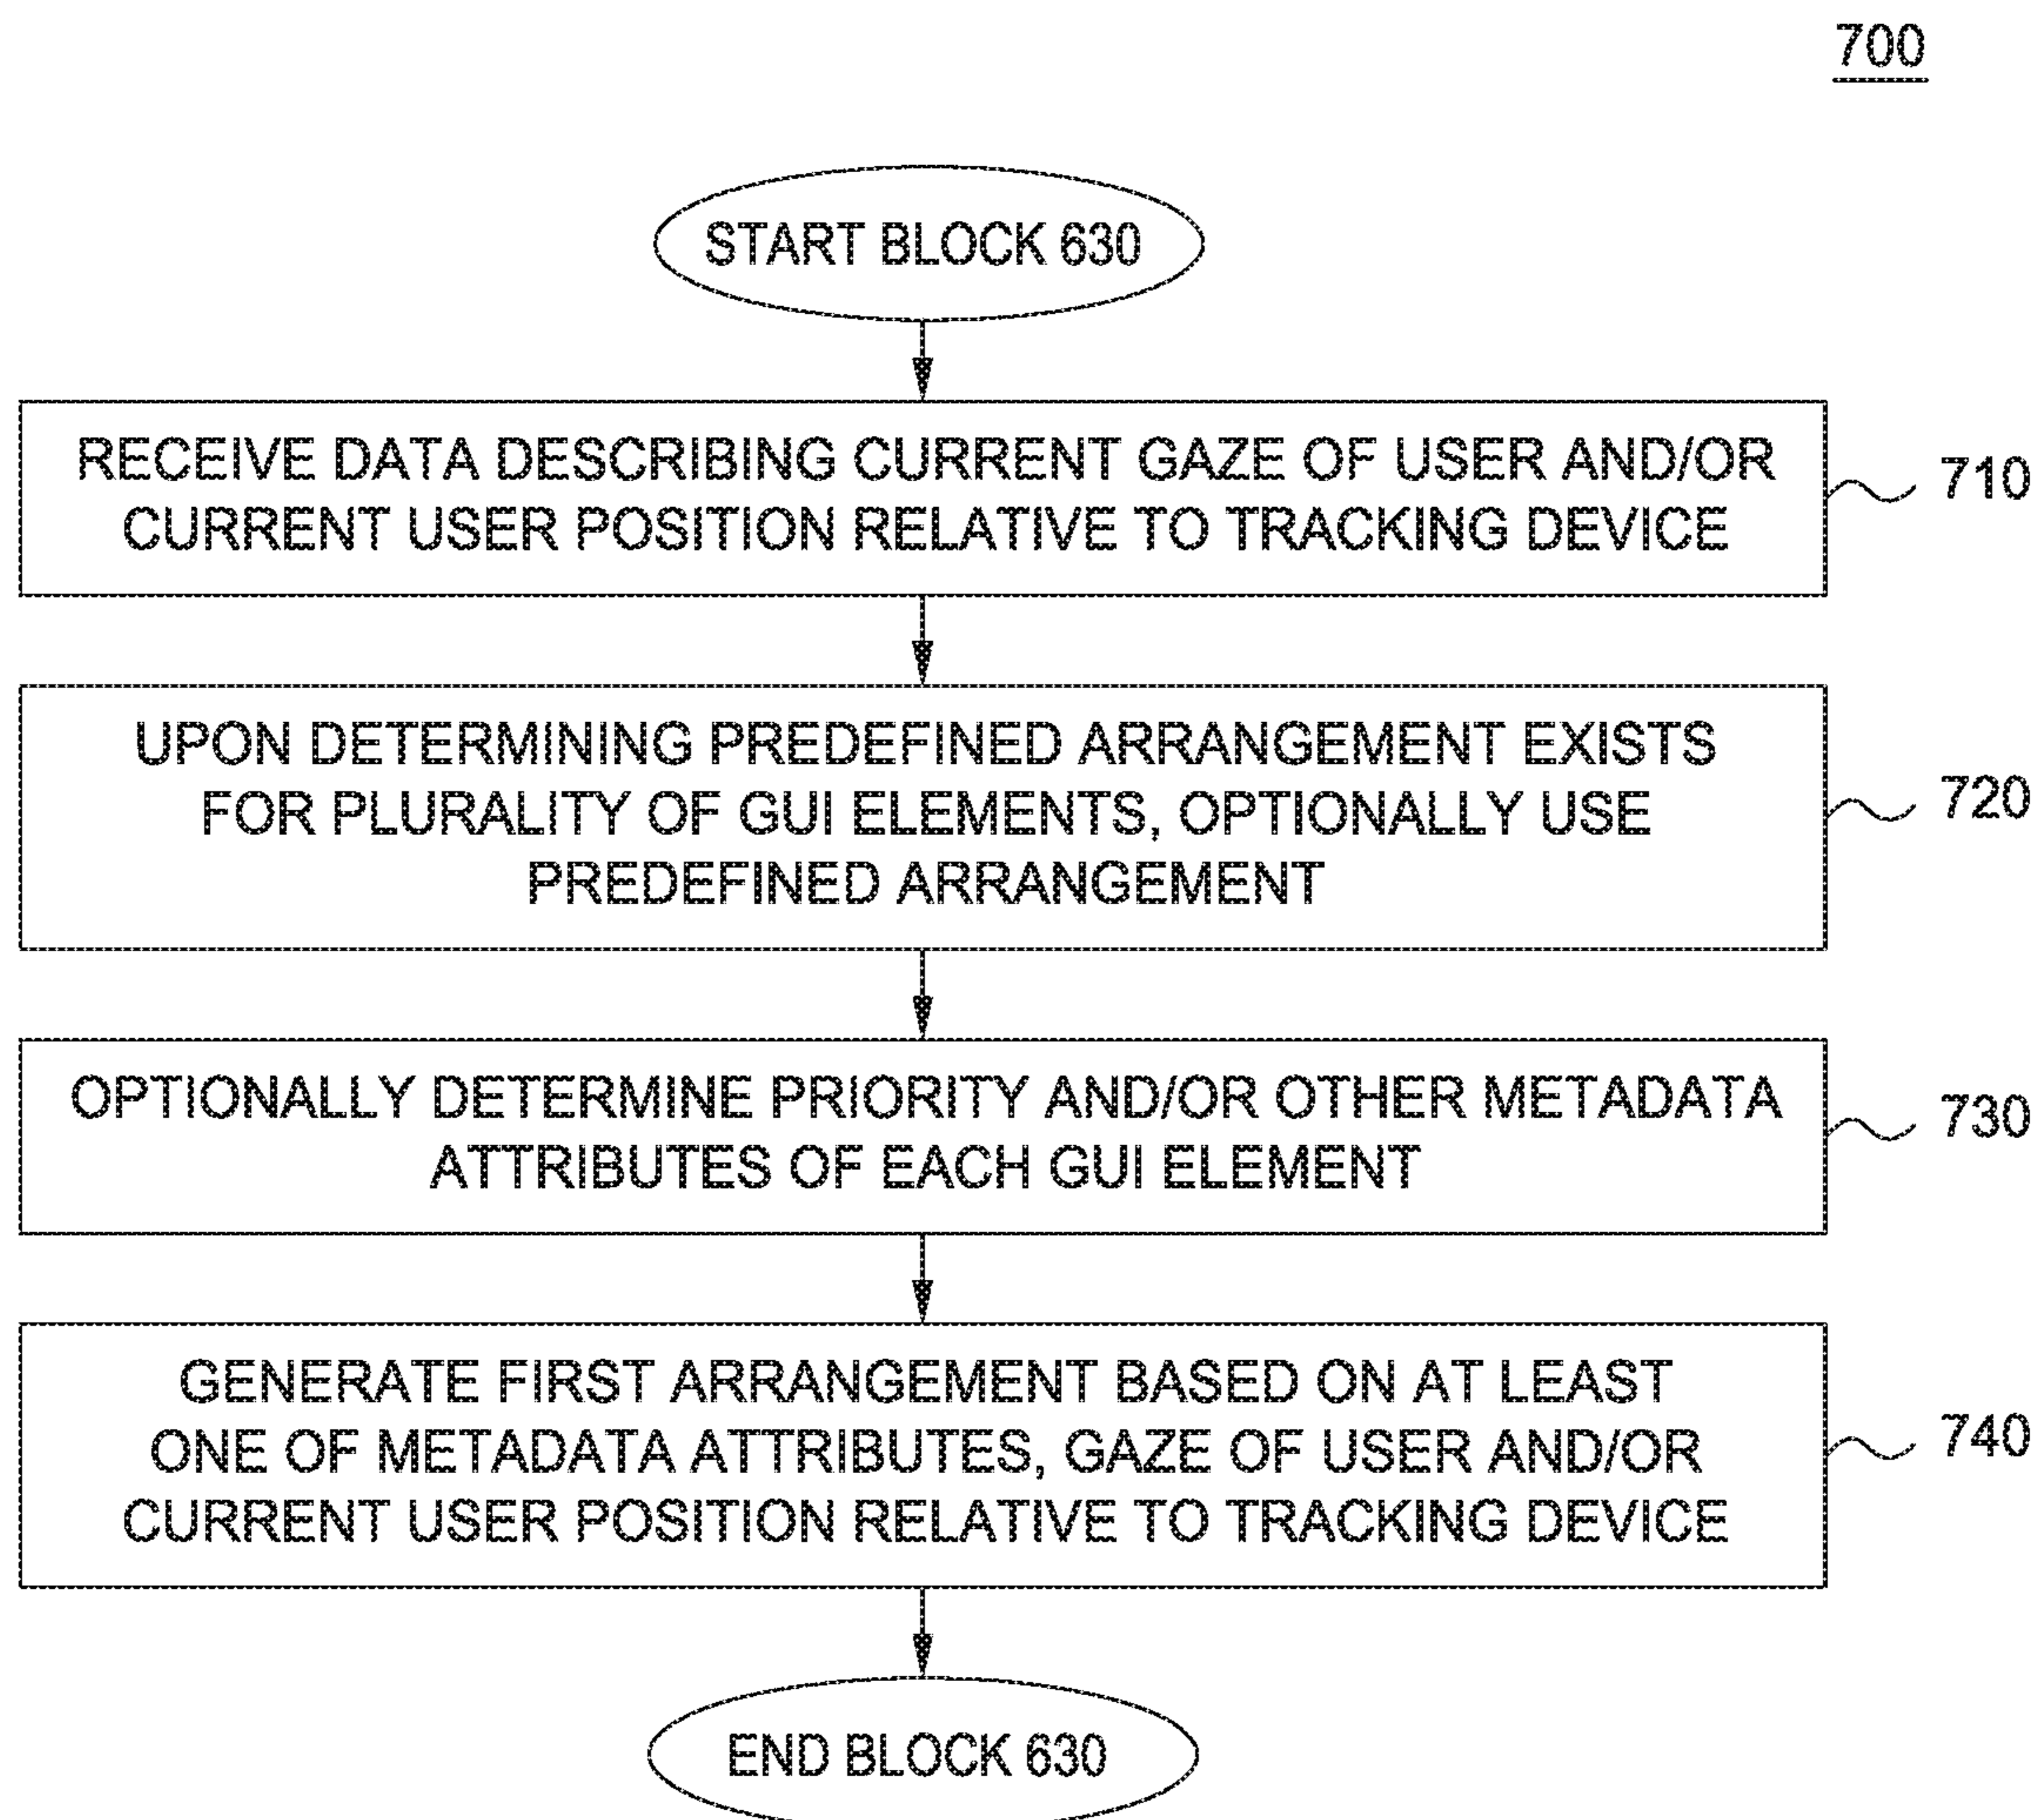 700
START BLOCK 630
RECEIVE DATA DESCRIBING CURRENT GAZE OF USER AND/OR
CURRENT USER POSITION RELATIVE TO TRACKING DEVICE
710
UPON DETERMINING PREDEFINED ARRANGEMENT EXISTS
FOR PLURALITY OF GUI ELEMENTS, OPTIONALLY USE
PREDEFINED ARRANGEMENT
720
OPTIONALLY DETERMINE PRIORITY AND/OR OTHER METADATA
ATTRIBUTES OF EACH GUI ELEMENT
730
GENERATE FIRST ARRANGEMENT BASED ON AT LEAST
ONE OF METADATA ATTRIBUTES, GAZE OF USER AND/OR
CURRENT USER POSITION RELATIVE TO TRACKING DEVICE
740
END BLOCK 630